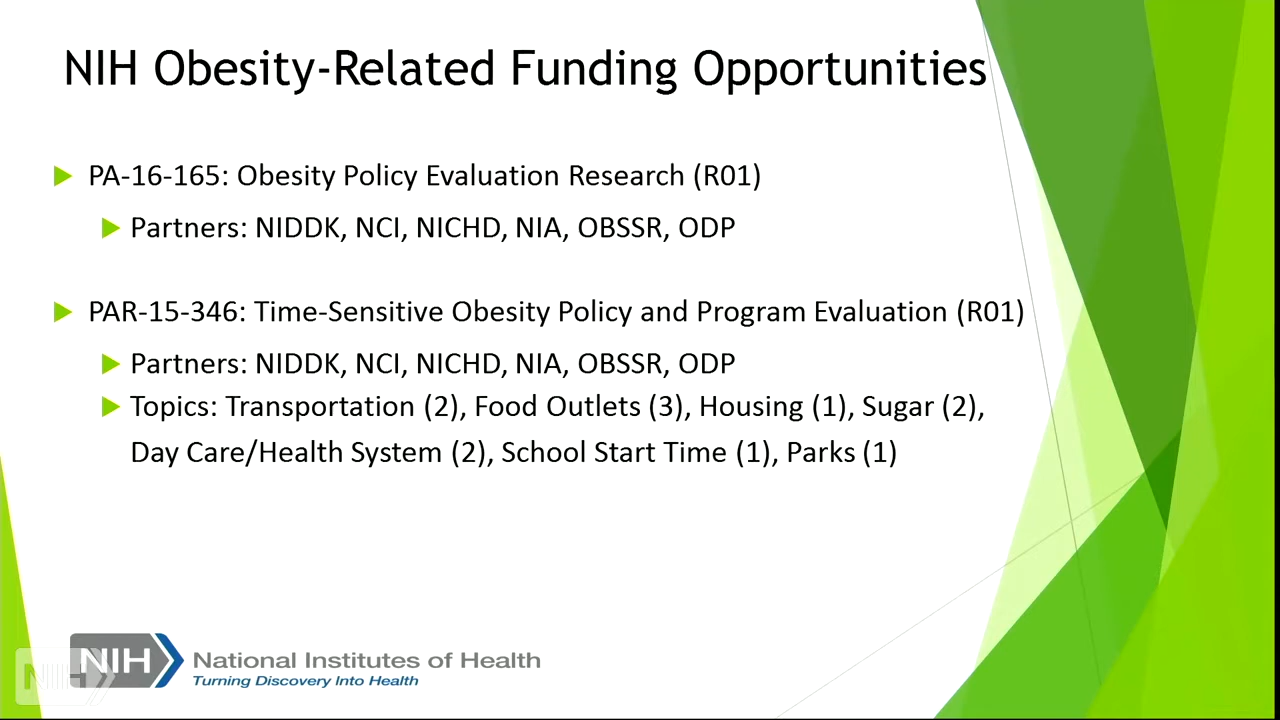 NIH Obesity-Related Funding Opportunities
PA-16-165: Obesity Policy Evaluation Research (R01)
Partners: NIDDK, NCI, NICHD, NIA, OBSSR, ODP
PAR-15-346: Time-Sensitive Obesity Policy and Program Evaluation (R01)
Partners: NIDDK, NCI, NICHD, NIA, OBSSR, ODP
Topics: Transportation (2), Food Outlets (3), Housing (1), Sugar (2),
Day Care/Health System (2), School Start Time (1), Parks (1)
NIH
National Institutes of Health
Turning Discovery Into Health
NIH